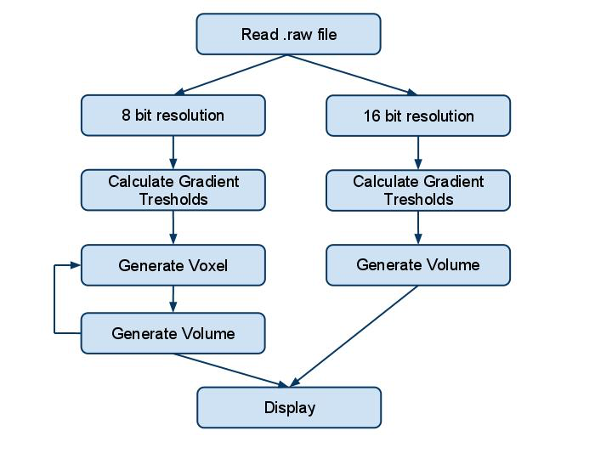 Read .raw file
8 bit resolution
16 bit resolution
Calculate Gradient
Tresholds
Calculate Gradient
Tresholds
Generate Voxel
Generate Volume
Generate Volume
Display